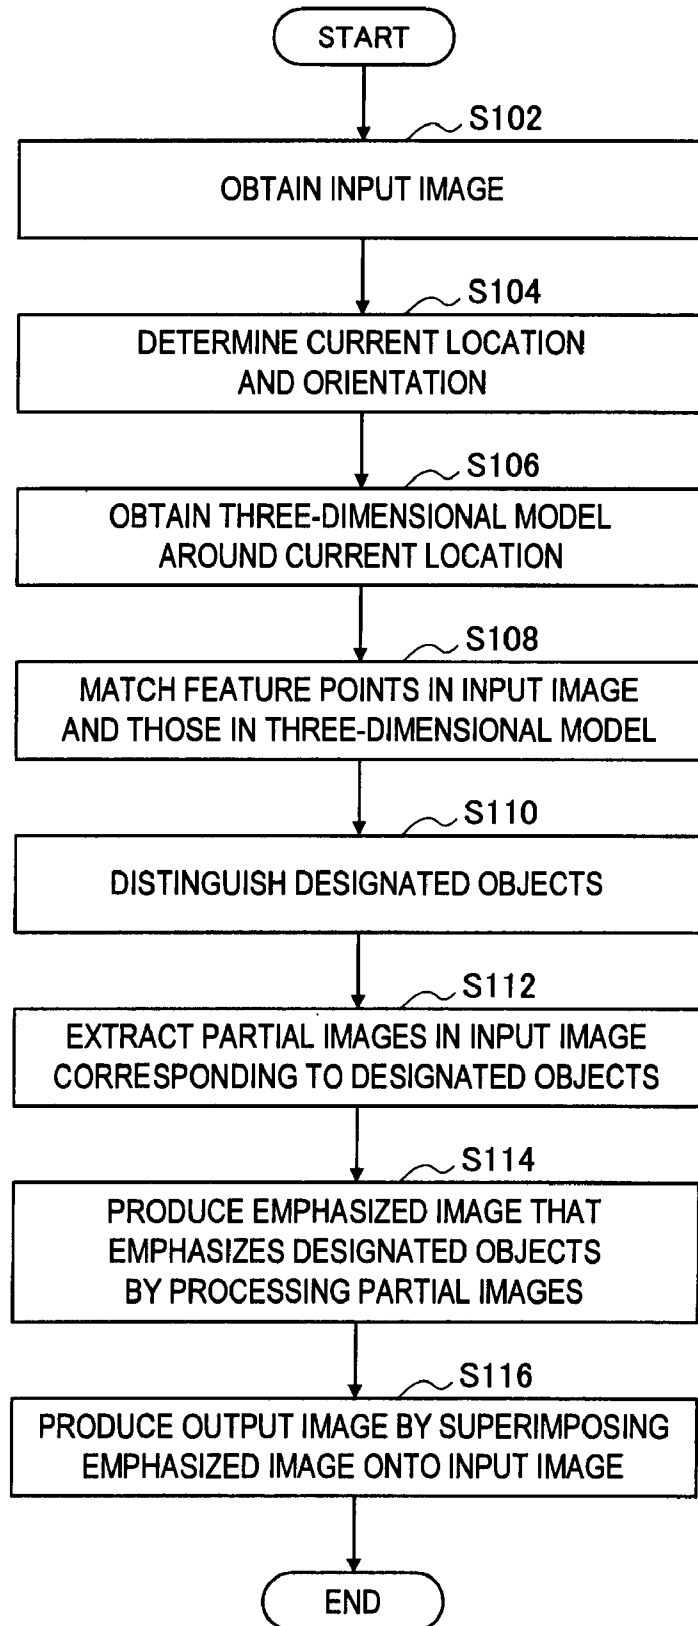 START
S102
OBTAIN INPUT IMAGE
S104
DETERMINE CURRENT LOCATION
AND ORIENTATION
S106
OBTAIN THREE-DIMENSIONAL MODEL
AROUND CURRENT LOCATION
S108
MATCH FEATURE POINTS IN INPUT IMAGE
AND THOSE IN THREE-DIMENSIONAL MODEL
S110
DISTINGUISH DESIGNATED OBJECTS
S112
EXTRACT PARTIAL IMAGES IN INPUT IMAGE
CORRESPONDING TO DESIGNATED OBJECTS
S114
PRODUCE EMPHASIZED IMAGE THAT
EMPHASIZES DESIGNATED OBJECTS
BY PROCESSING PARTIAL IMAGES
S116
PRODUCE OUTPUT IMAGE BY SUPERIMPOSING
EMPHASIZED IMAGE ONTO INPUT IMAGE
END